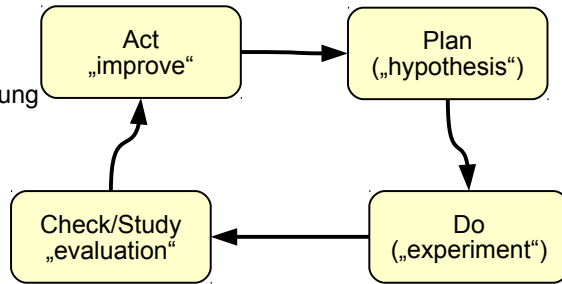 Act
„improve“
Plan
(„hypothesis“)
ung
Check/Study
„evaluation“
Do
(„experiment“)